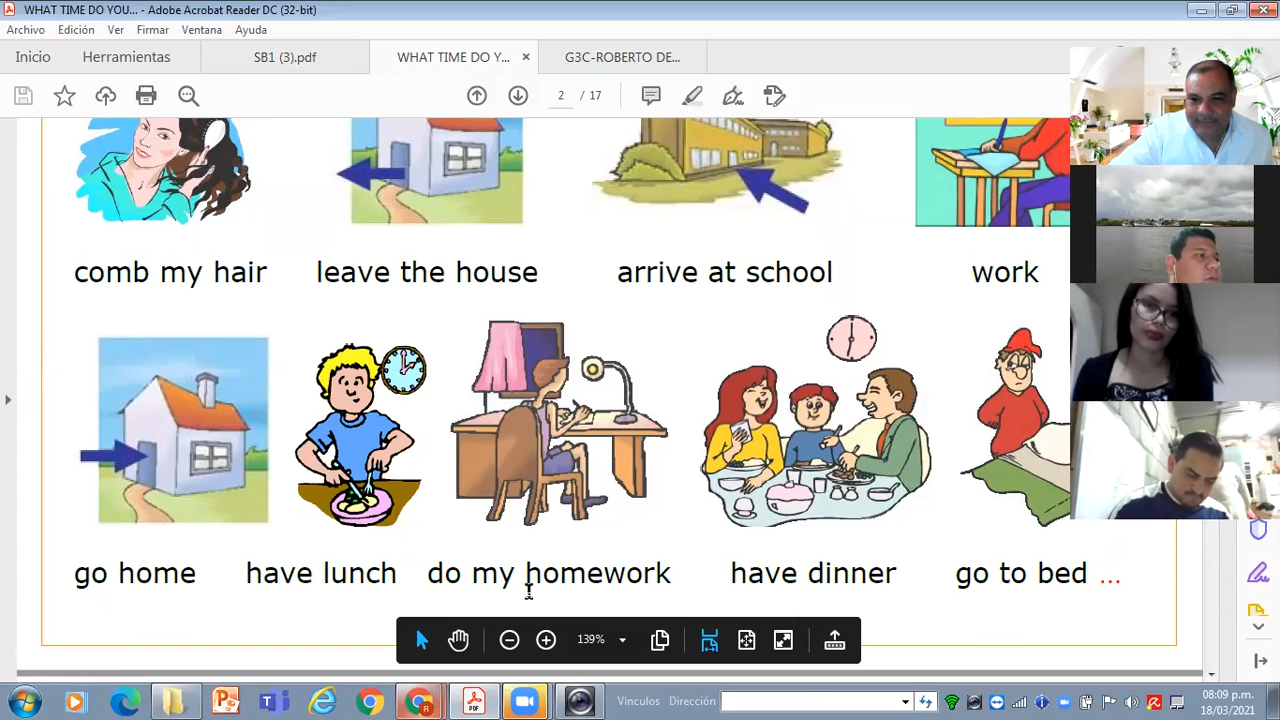 WHAT TIME DO YOU... - Adobe Acrobat Reader DC (32-bit)
Archivo Edición Ver Firmar Ventana Ayuda
Inicio Herramientas SB1 (3).pdf WHAT TIME DO Y... × G3C-ROBERTO DE...
2 / 17
comb my hair leave the house arrive at school work
go home have lunch do my homework have dinner go to bed ...
139%
Vínculos Dirección
08:09 p.m.
18/03/2021